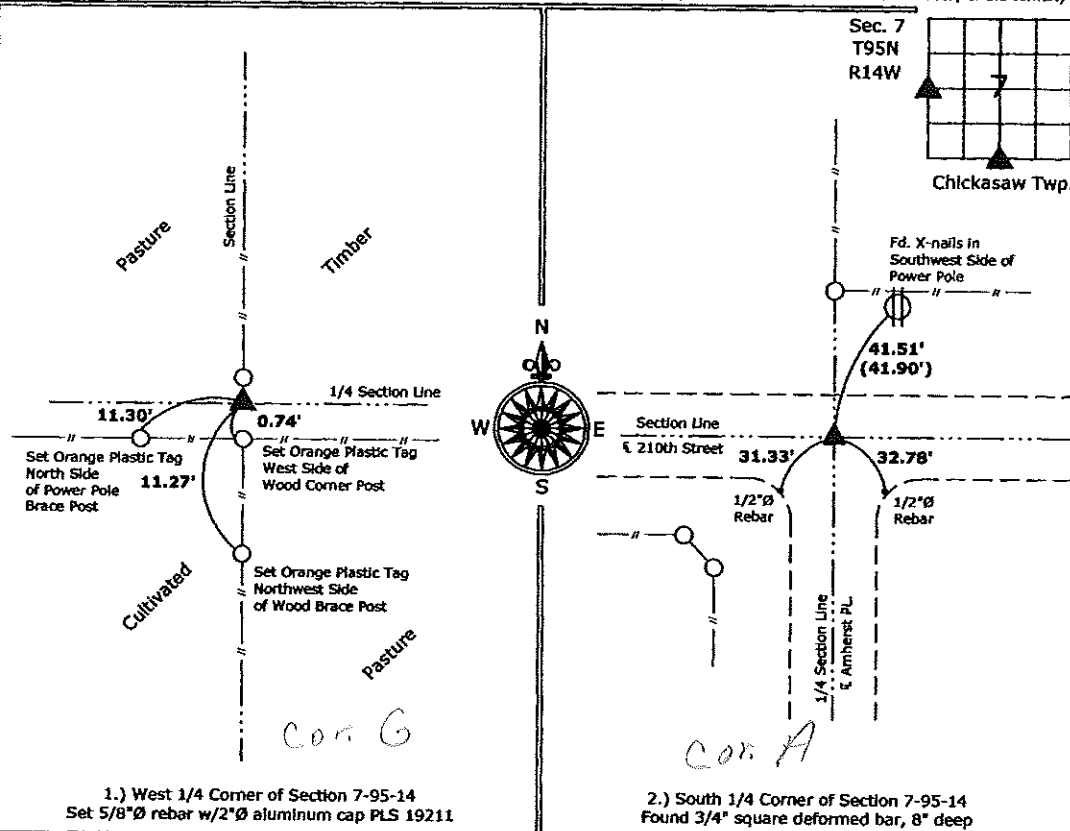 Sec. 7
T95N
R14W
7
Chickasaw Twp.
Section Line
Pasture
Timber
1/4 Section Line
11.30'
0.74'
Set Orange Plastic Tag
North Side
of Power Pole
Brace Post
11.27'
Set Orange Plastic Tag
West Side of
Wood Corner Post
Set Orange Plastic Tag
Northwest Side
of Wood Brace Post
Cultivated
Pasture
Cor. G
1.) West 1/4 Corner of Section 7-95-14
Set 5/8"Ø rebar w/2"Ø aluminum cap PLS 19211
N
W
E
S
Fd. X-nails in
Southwest Side of
Power Pole
41.51'
(41.90')
Section Line
℄ 210th Street
31.33'
32.78'
1/2"Ø
Rebar
1/2"Ø
Rebar
1/4 Section Line
℄ Amherst PL.
Cor. A
2.) South 1/4 Corner of Section 7-95-14
Found 3/4" square deformed bar, 8" deep